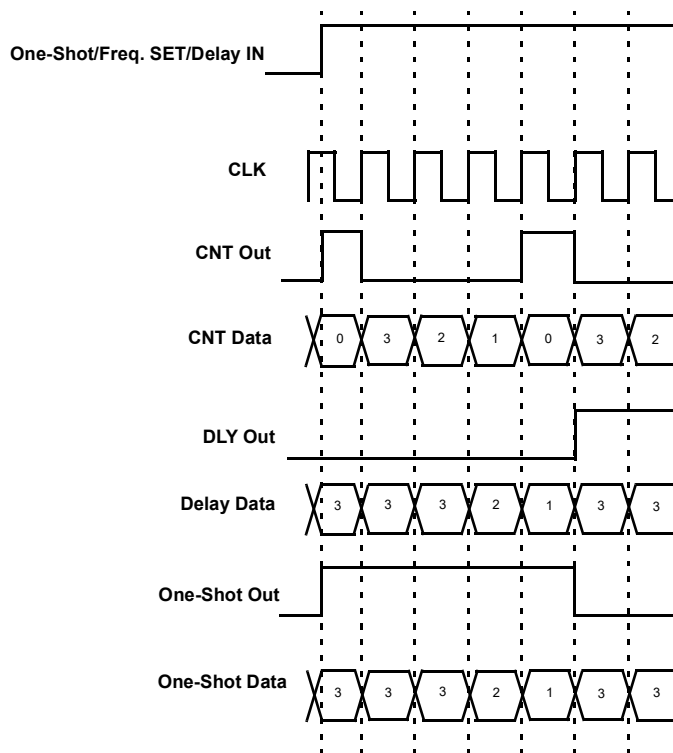 One-Shot/Freq. SET/Delay IN
CLK
CNT Out
CNT Data 0 3 2 1 0 3 2
DLY Out
Delay Data 3 3 3 2 1 3 3
One-Shot Out
One-Shot Data 3 3 3 2 1 3 3